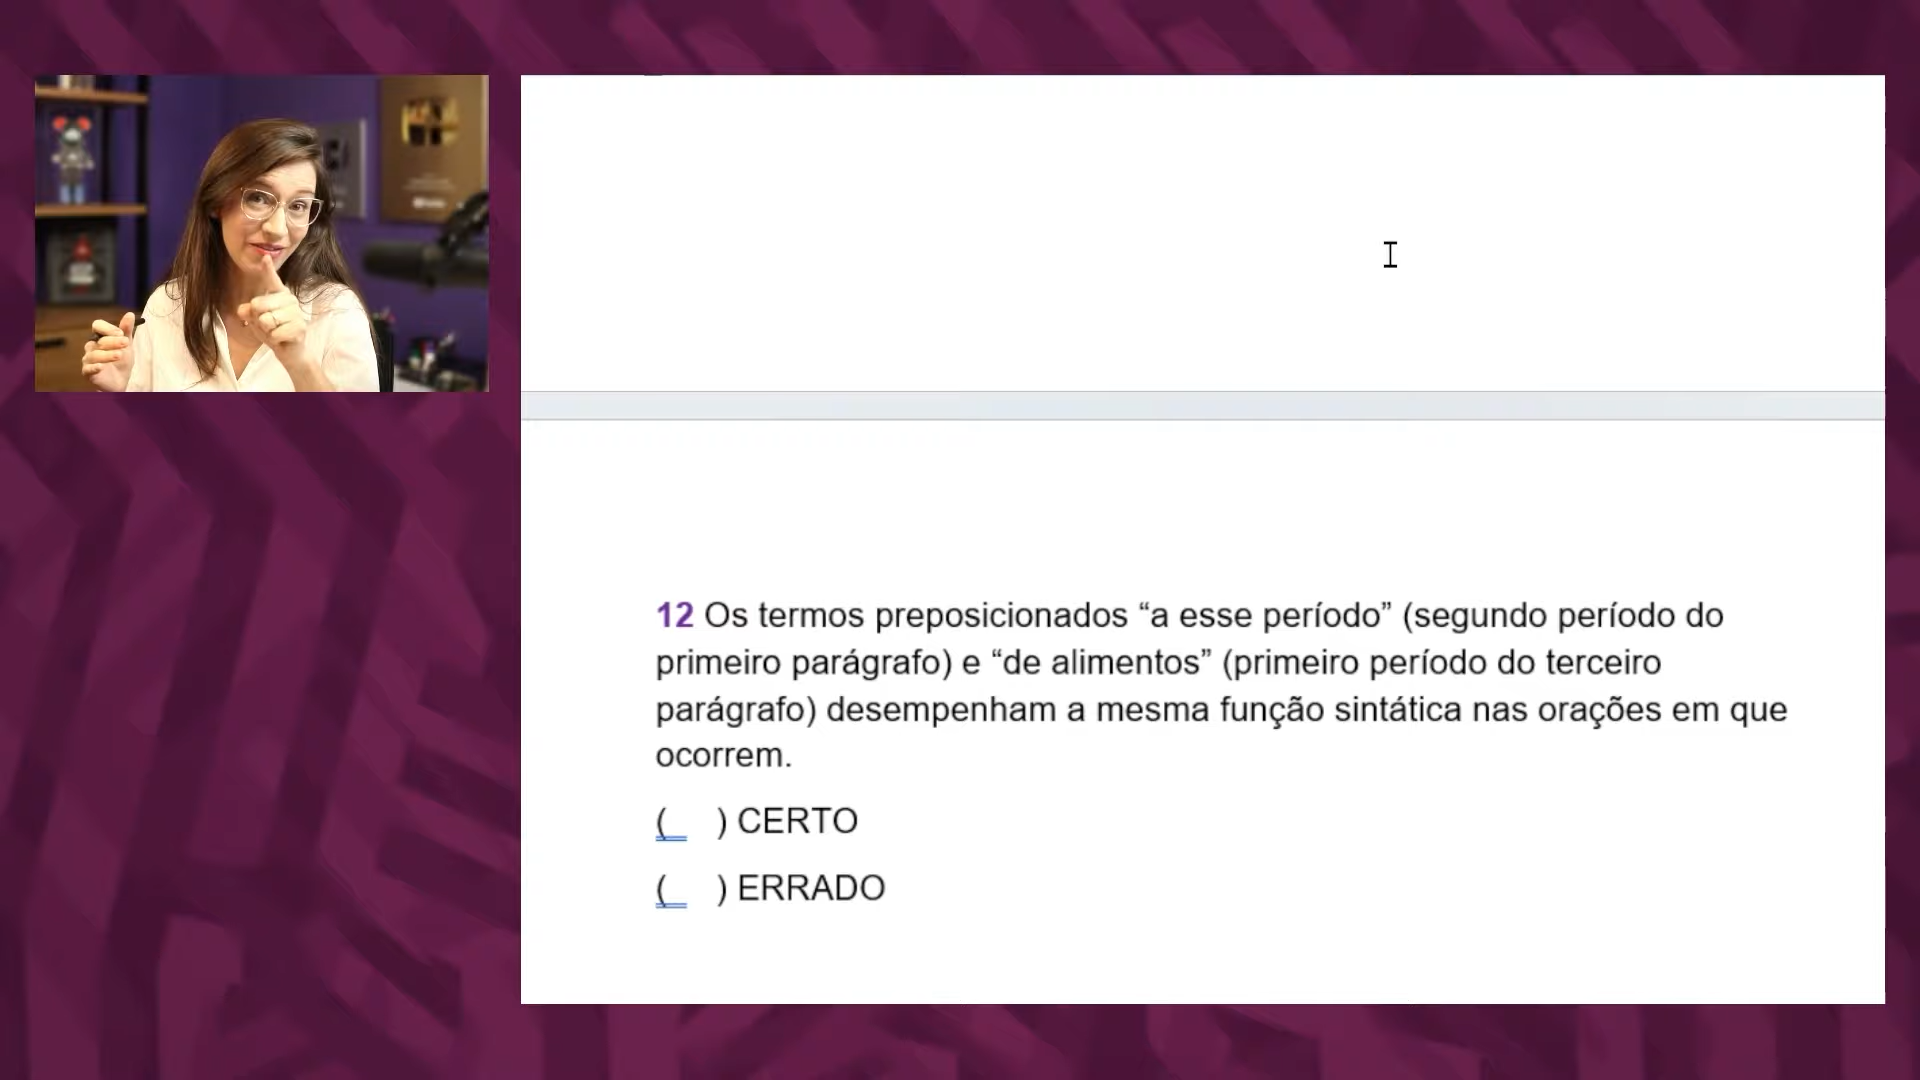 12 Os termos preposicionados “a esse período” (segundo período do
primeiro parágrafo) e “de alimentos” (primeiro período do terceiro
parágrafo) desempenham a mesma função sintática nas orações em que
ocorrem.
(   ) CERTO
(   ) ERRADO